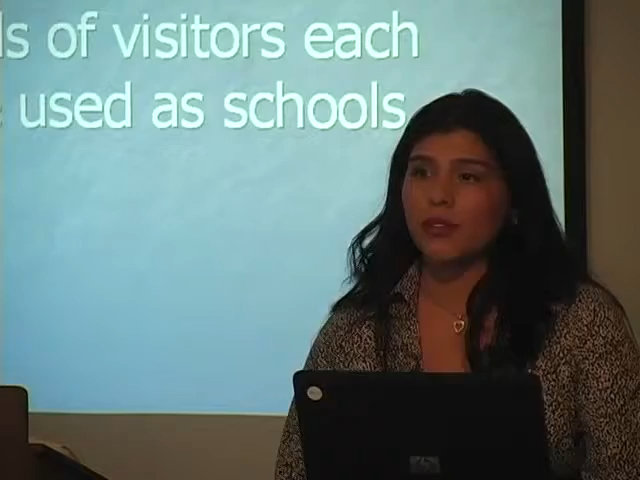 of visitors each
used as schools